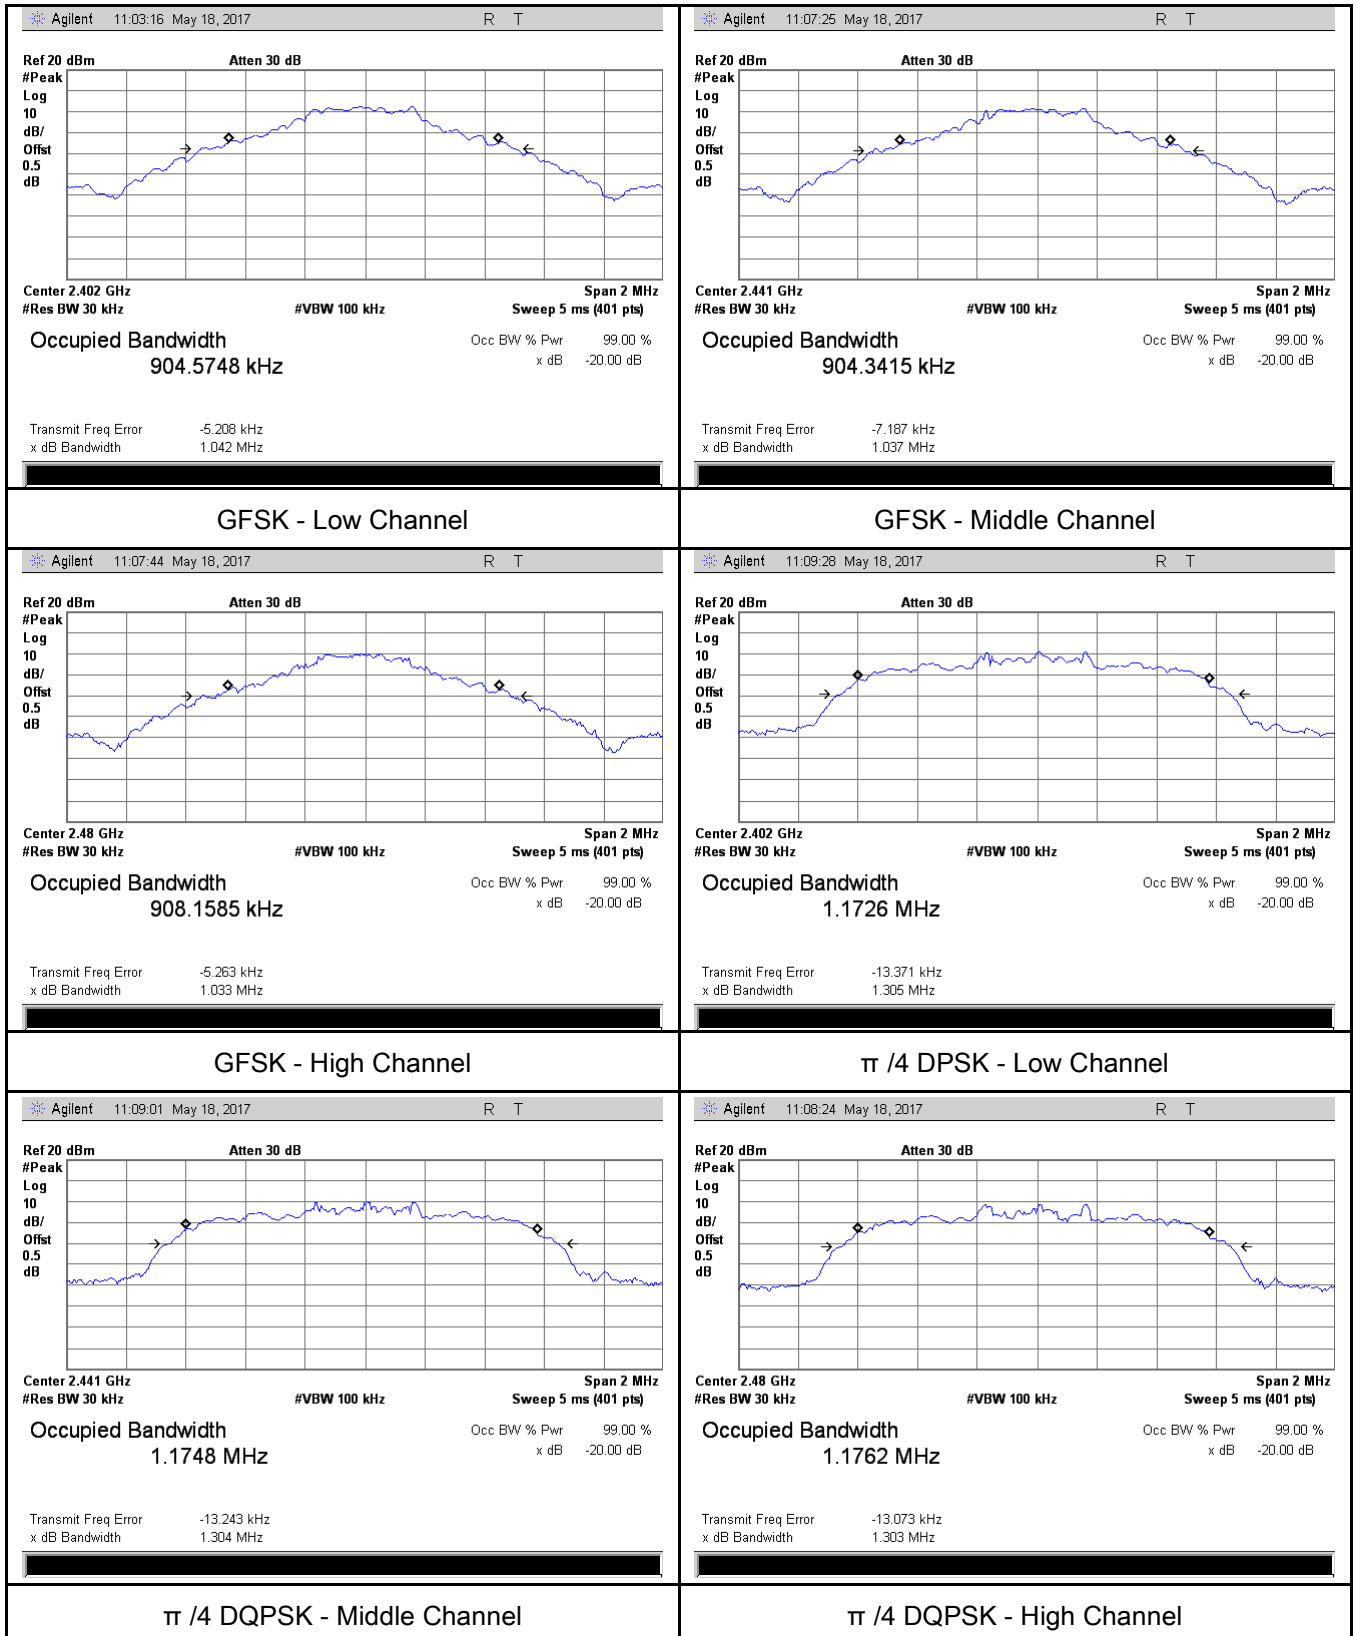 Agilent 11:03:16 May 18, 2017 R T
Ref 20 dBm Atten 30 dB
#Peak
Log
10
dB/
Offst
0.5
dB
Center 2.402 GHz Span 2 MHz
#Res BW 30 kHz #VBW 100 kHz Sweep 5 ms (401 pts)
Occupied Bandwidth Occ BW % Pwr 99.00 %
904.5748 kHz x dB -20.00 dB
Transmit Freq Error -5.208 kHz
x dB Bandwidth 1.042 MHz
GFSK - Low Channel
Agilent 11:07:25 May 18, 2017 R T
Ref 20 dBm Atten 30 dB
#Peak
Log
10
dB/
Offst
0.5
dB
Center 2.441 GHz Span 2 MHz
#Res BW 30 kHz #VBW 100 kHz Sweep 5 ms (401 pts)
Occupied Bandwidth Occ BW % Pwr 99.00 %
904.3415 kHz x dB -20.00 dB
Transmit Freq Error -7.187 kHz
x dB Bandwidth 1.037 MHz
GFSK - Middle Channel
Agilent 11:07:44 May 18, 2017 R T
Ref 20 dBm Atten 30 dB
#Peak
Log
10
dB/
Offst
0.5
dB
Center 2.48 GHz Span 2 MHz
#Res BW 30 kHz #VBW 100 kHz Sweep 5 ms (401 pts)
Occupied Bandwidth Occ BW % Pwr 99.00 %
908.1585 kHz x dB -20.00 dB
Transmit Freq Error -5.263 kHz
x dB Bandwidth 1.033 MHz
GFSK - High Channel
Agilent 11:09:28 May 18, 2017 R T
Ref 20 dBm Atten 30 dB
#Peak
Log
10
dB/
Offst
0.5
dB
Center 2.402 GHz Span 2 MHz
#Res BW 30 kHz #VBW 100 kHz Sweep 5 ms (401 pts)
Occupied Bandwidth Occ BW % Pwr 99.00 %
1.1726 MHz x dB -20.00 dB
Transmit Freq Error -13.371 kHz
x dB Bandwidth 1.305 MHz
π /4 DPSK - Low Channel
Agilent 11:09:01 May 18, 2017 R T
Ref 20 dBm Atten 30 dB
#Peak
Log
10
dB/
Offst
0.5
dB
Center 2.441 GHz Span 2 MHz
#Res BW 30 kHz #VBW 100 kHz Sweep 5 ms (401 pts)
Occupied Bandwidth Occ BW % Pwr 99.00 %
1.1748 MHz x dB -20.00 dB
Transmit Freq Error -13.243 kHz
x dB Bandwidth 1.304 MHz
π /4 DQPSK - Middle Channel
Agilent 11:08:24 May 18, 2017 R T
Ref 20 dBm Atten 30 dB
#Peak
Log
10
dB/
Offst
0.5
dB
Center 2.48 GHz Span 2 MHz
#Res BW 30 kHz #VBW 100 kHz Sweep 5 ms (401 pts)
Occupied Bandwidth Occ BW % Pwr 99.00 %
1.1762 MHz x dB -20.00 dB
Transmit Freq Error -13.073 kHz
x dB Bandwidth 1.303 MHz
π /4 DQPSK - High Channel